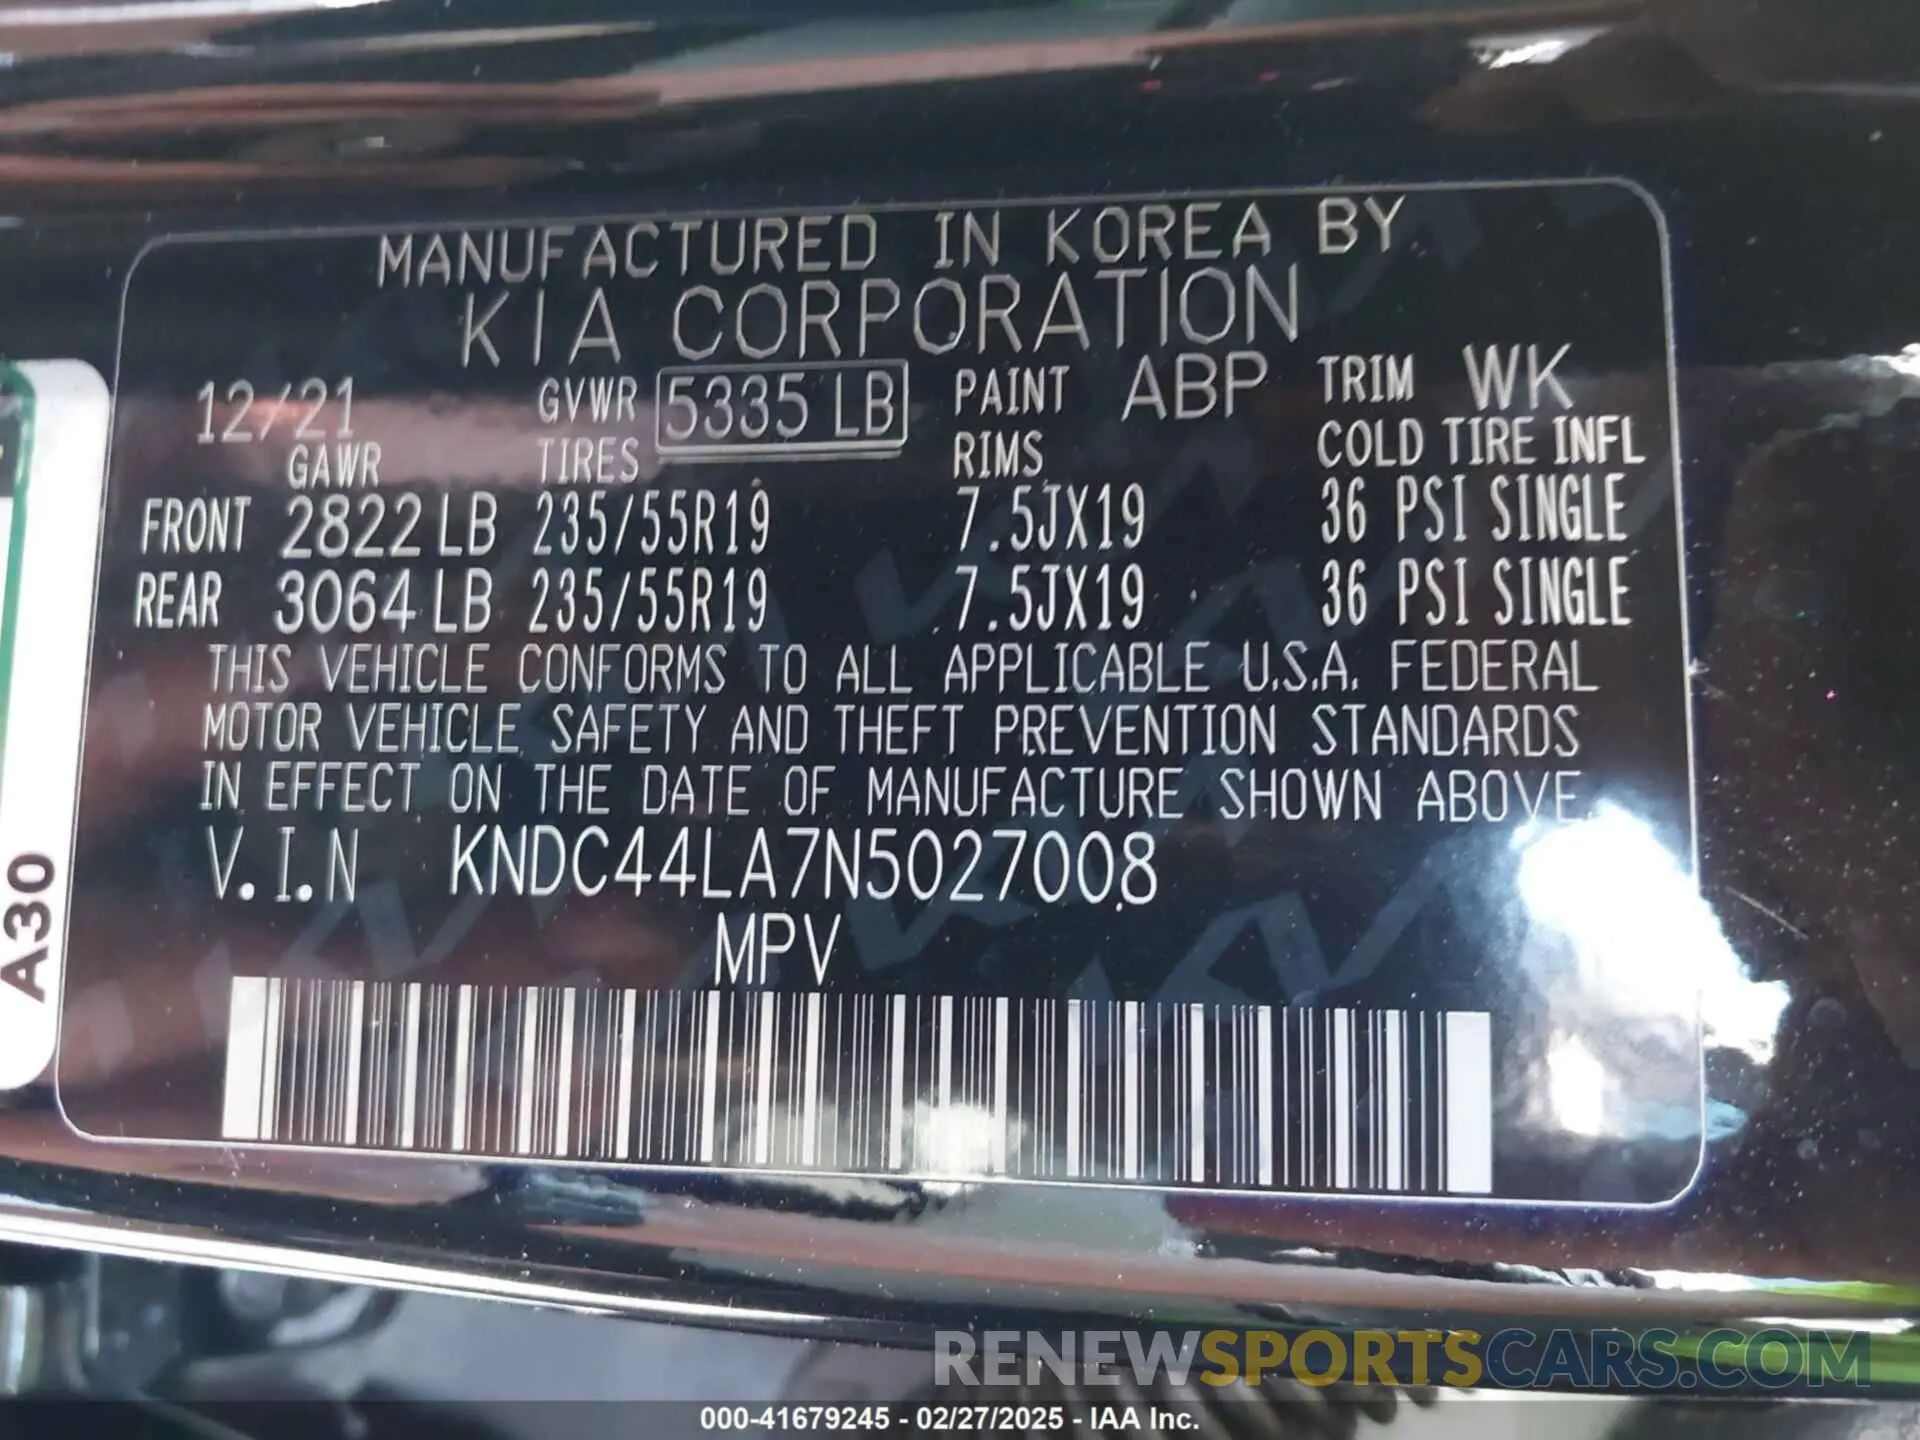 MANUFACTURED IN KOREA BY
KIA CORPORATION
12/21 GVWR 5335 LB PAINT ABP TRIM WK
GAWR TIRES RIMS COLD TIRE INFL
FRONT 2822 LB 235/55R19 7.5JX19 36 PSI SINGLE
REAR 3064 LB 235/55R19 7.5JX19 36 PSI SINGLE
THIS VEHICLE CONFORMS TO ALL APPLICABLE U.S.A. FEDERAL
MOTOR VEHICLE SAFETY AND THEFT PREVENTION STANDARDS
IN EFFECT ON THE DATE OF MANUFACTURE SHOWN ABOVE.
V.I.N KNDC44LA7N5027008
MPV
A30
RENEWSPORTSCARS.COM
000-41679245 - 02/27/2025 - IAA Inc.